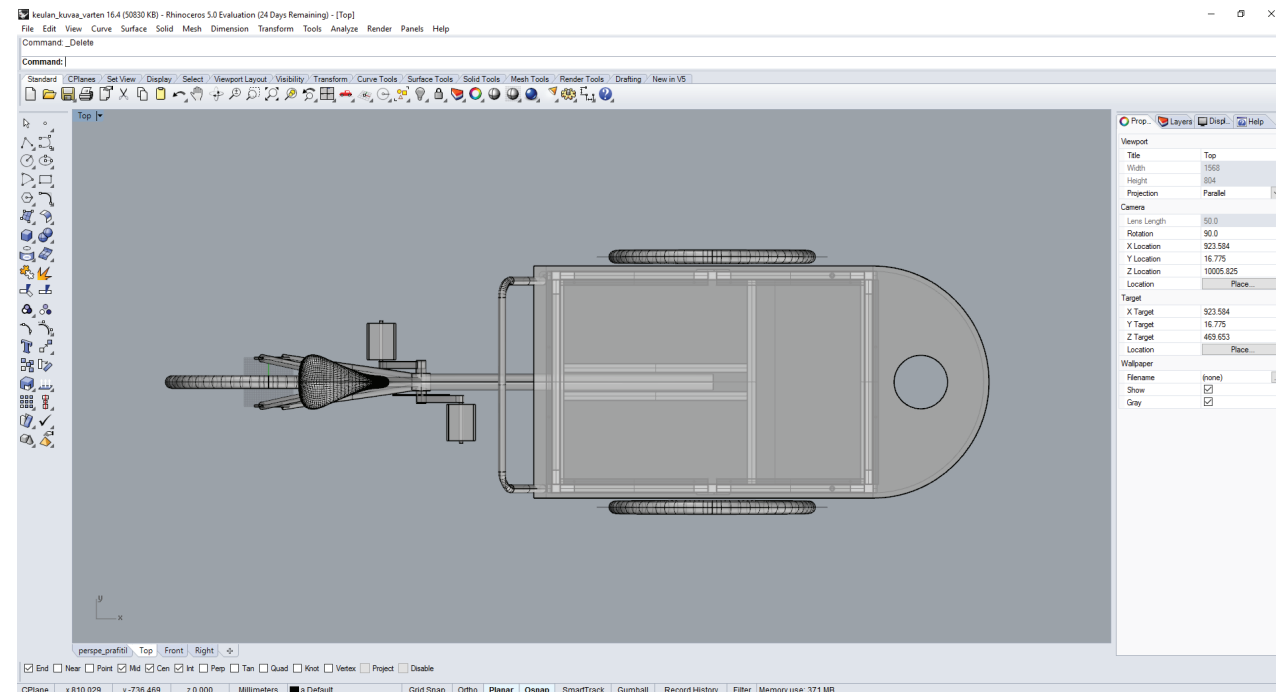 keulan_kuvaa_varten 16.4 (50830 KB) - Rhinoceros 5.0 Evaluation (24 Days Remaining) - [Top]
File Edit View Curve Surface Solid Mesh Dimension Transform Tools Analyze Render Panels Help
Command: _Delete
Command:
Standard CPlanes Set View Display Select Viewport Layout Visibility Transform Curve Tools Surface Tools Solid Tools Mesh Tools Render Tools Drafting New in V5
Top
Prop... Layers Displ... Help
Viewport
Title Top
Width 1568
Height 804
Projection Parallel
Camera
Lens Length 50.0
Rotation 90.0
X Location 923.584
Y Location 16.775
Z Location 10005.825
Location Place...
Target
X Target 923.584
Y Target 16.775
Z Target 469.653
Location Place...
Wallpaper
Filename (none)
Show
Gray
y
x
perspe_prafitil Top Front Right
End Near Point Mid Cen Int Perp Tan Quad Knot Vertex Project Disable
CPlane x 810.029 y -736.469 z 0.000 Millimeters a Default Grid Snap Ortho Planar Osnap SmartTrack Gumball Record History Filter Memory use: 371 MB